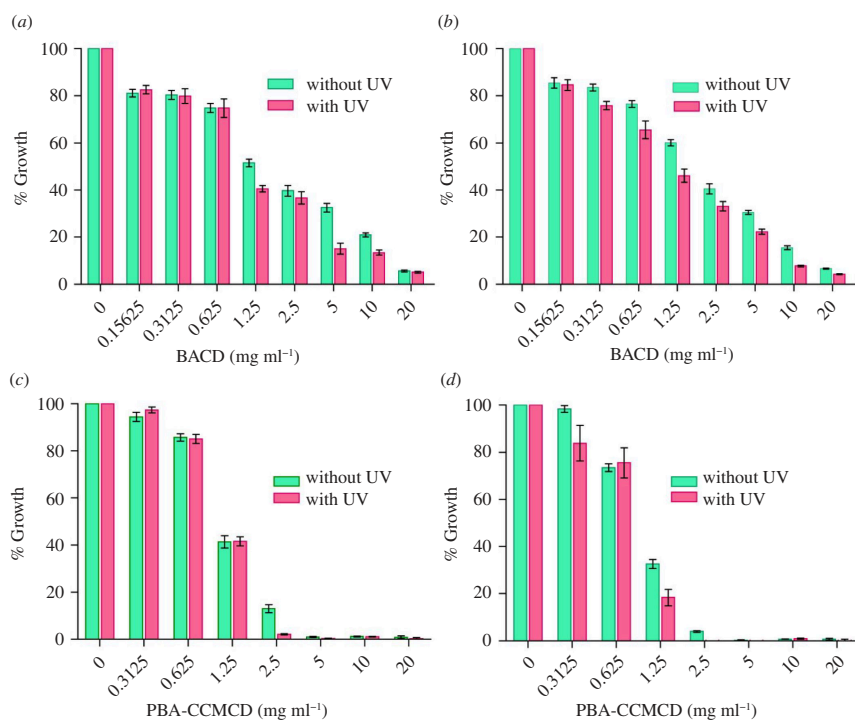 (a)
% Growth
100
80
60
40
20
0
without UV
with UV
0
0.15625
0.3125
0.625
1.25
2.5
5
10
20
BACD (mg ml⁻¹)
(b)
% Growth
100
80
60
40
20
0
without UV
with UV
0
0.15625
0.3125
0.625
1.25
2.5
5
10
20
BACD (mg ml⁻¹)
(c)
% Growth
100
80
60
40
20
0
without UV
with UV
0
0.3125
0.625
1.25
2.5
5
10
20
PBA-CCMCD (mg ml⁻¹)
(d)
% Growth
100
80
60
40
20
0
without UV
with UV
0
0.3125
0.625
1.25
2.5
5
10
20
PBA-CCMCD (mg ml⁻¹)